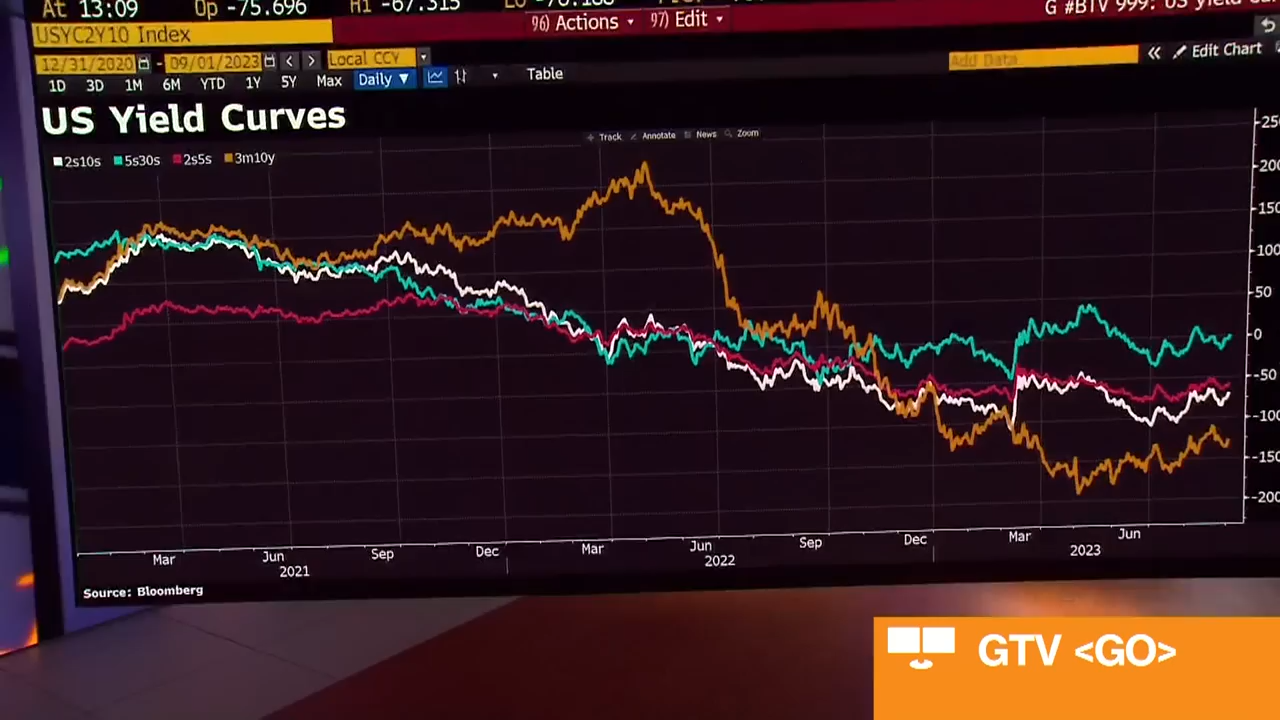 At 13:09 Op -75.696 Hi -67.315
G #BTV 999: US yield
USYC2Y10 Index 96) Actions 97) Edit
12/31/2020 - 09/01/2023 Local CCY Add Data Edit Chart
1D 3D 1M 6M YTD 1Y 5Y Max Daily Table
US Yield Curves
Track Annotate News Zoom
2s10s 5s30s 2s5s 3m10y
250
200
150
100
50
0
-50
-100
-150
-200
Mar Jun Sep Dec Mar Jun Sep Dec Mar Jun
2021 2022 2023
Source: Bloomberg
GTV <GO>